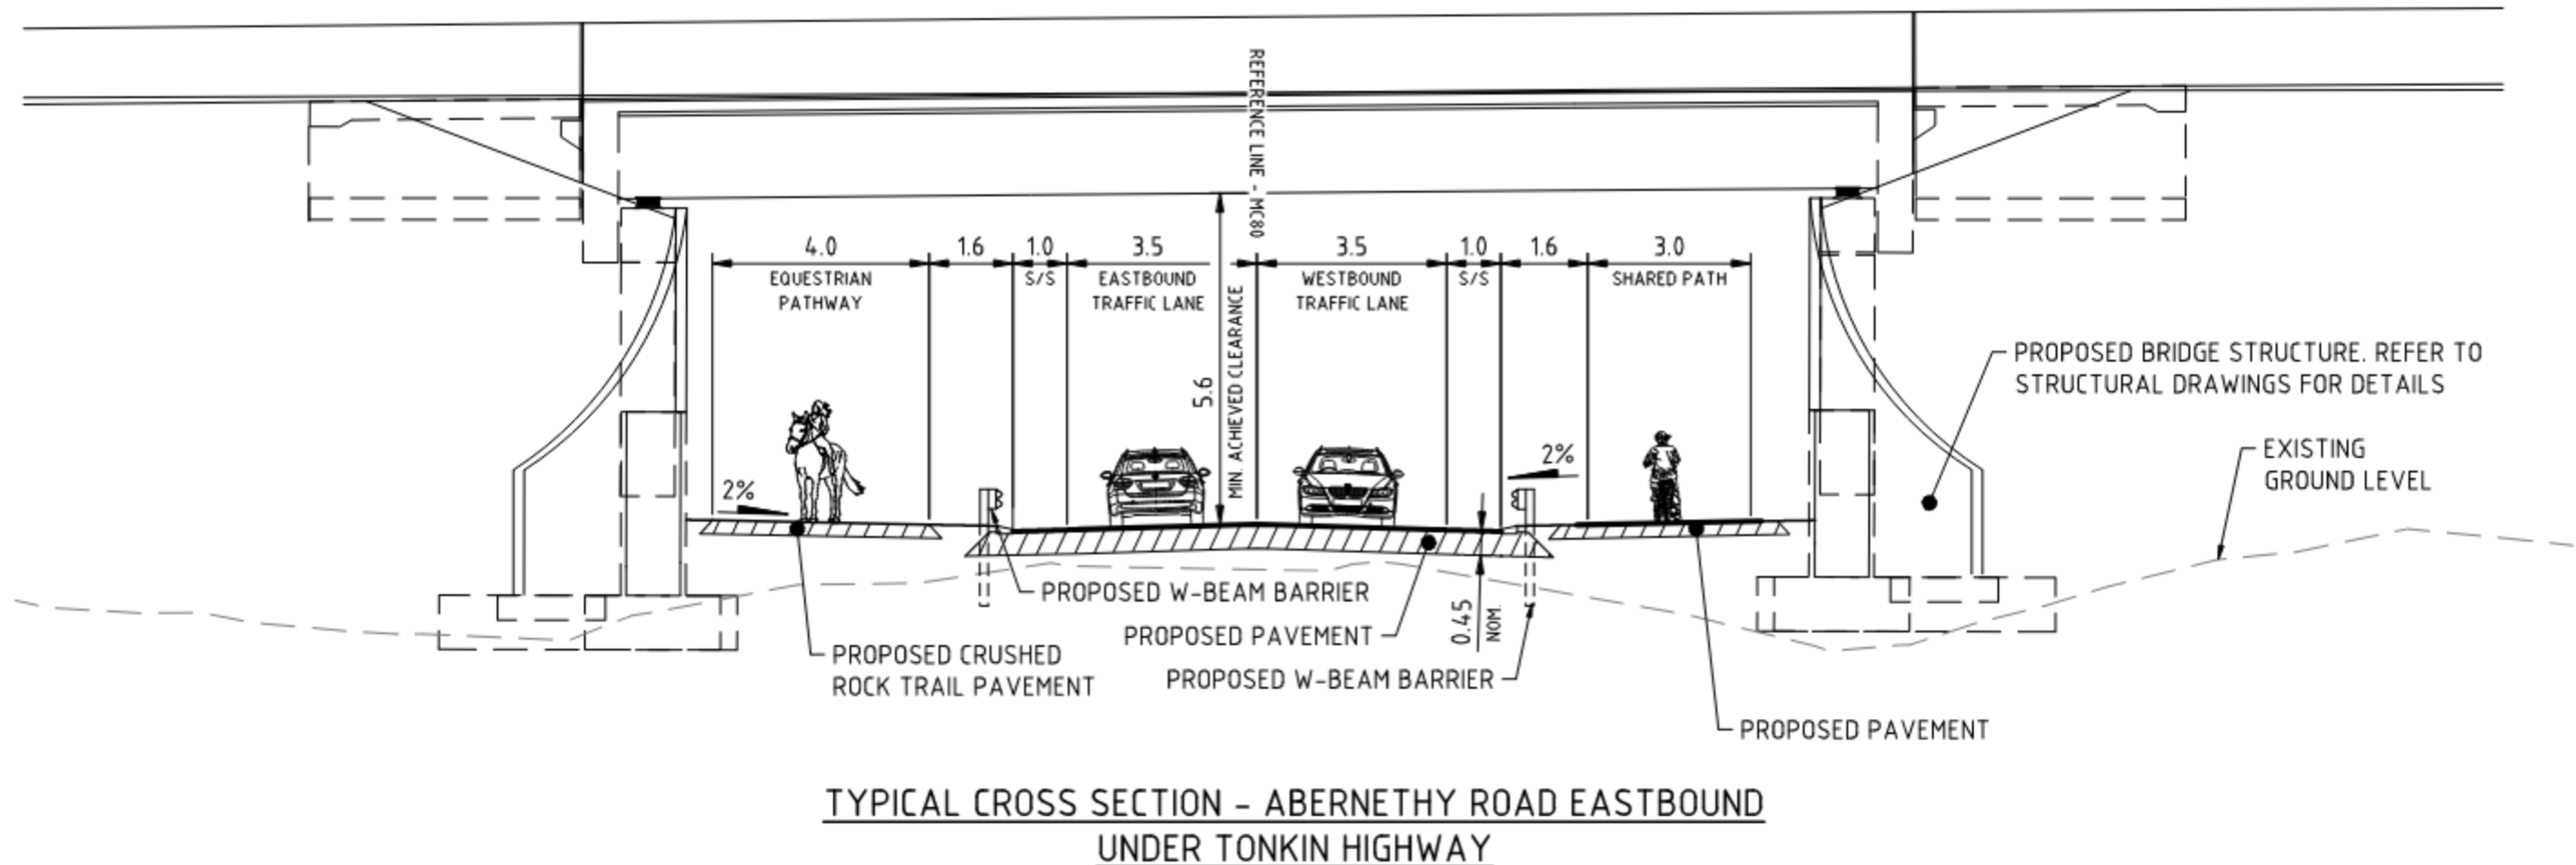 REFERENCE LINE - MC80
4.0
EQUESTRIAN
PATHWAY
1.6
1.0
S/S
3.5
EASTBOUND
TRAFFIC LANE
3.5
WESTBOUND
TRAFFIC LANE
1.0
S/S
1.6
3.0
SHARED PATH
5.6
MIN. ACHIEVED CLEARANCE
2%
2%
PROPOSED BRIDGE STRUCTURE. REFER TO
STRUCTURAL DRAWINGS FOR DETAILS
EXISTING
GROUND LEVEL
PROPOSED W-BEAM BARRIER
PROPOSED PAVEMENT
0.45
NOM.
PROPOSED CRUSHED
ROCK TRAIL PAVEMENT
PROPOSED W-BEAM BARRIER
PROPOSED PAVEMENT
TYPICAL CROSS SECTION - ABERNETHY ROAD EASTBOUND
UNDER TONKIN HIGHWAY